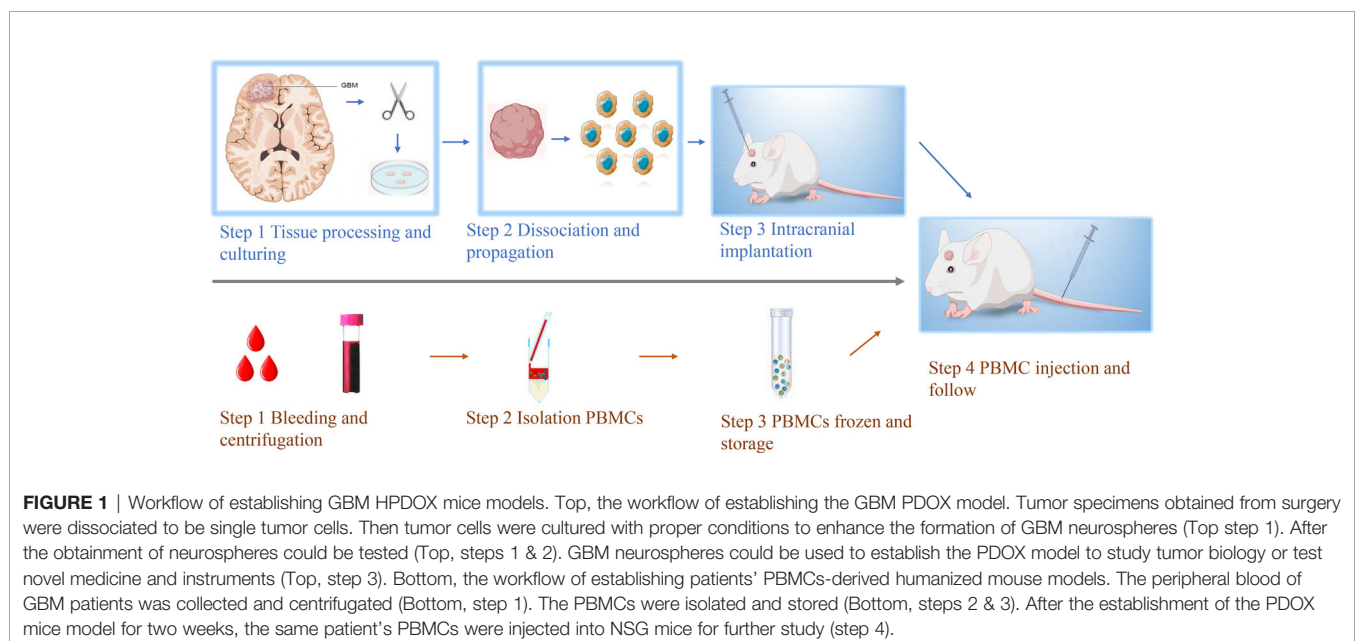 GBM
Step 1 Tissue processing and
culturing
Step 2 Dissociation and
propagation
Step 3 Intracranial
implantation
Step 1 Bleeding and
centrifugation
Step 2 Isolation PBMCs
Step 3 PBMCs frozen and
storage
Step 4 PBMC injection and
follow
FIGURE 1 | Workflow of establishing GBM HPDOX mice models. Top, the workflow of establishing the GBM PDOX model. Tumor specimens obtained from surgery
were dissociated to be single tumor cells. Then tumor cells were cultured with proper conditions to enhance the formation of GBM neurospheres (Top step 1). After
the obtainment of neurospheres could be tested (Top, steps 1 & 2). GBM neurospheres could be used to establish the PDOX model to study tumor biology or test
novel medicine and instruments (Top, step 3). Bottom, the workflow of establishing patients' PBMCs-derived humanized mouse models. The peripheral blood of
GBM patients was collected and centrifugated (Bottom, step 1). The PBMCs were isolated and stored (Bottom, steps 2 & 3). After the establishment of the PDOX
mice model for two weeks, the same patient's PBMCs were injected into NSG mice for further study (step 4).